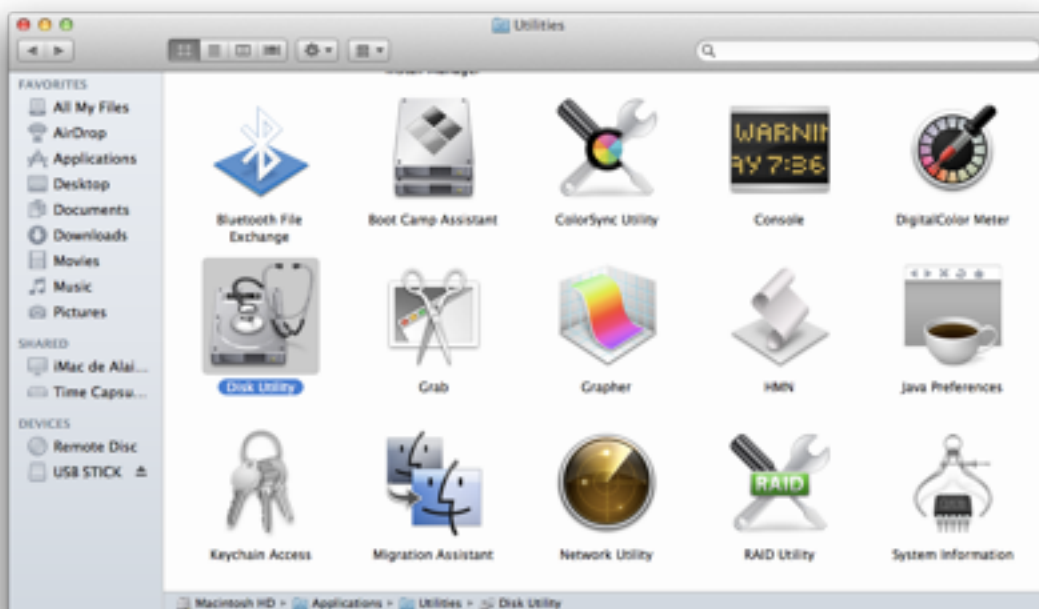 Utilities
FAVORITES
All My Files
AirDrop
Applications
Desktop
Documents
Downloads
Movies
Music
Pictures
SHARED
iMac de Alai...
Time Capsu...
DEVICES
Remote Disc
USB STICK
WARNIN
AY 7:36
Bluetooth File
Exchange
Boot Camp Assistant
ColorSync Utility
Console
DigitalColor Meter
Disk Utility
Grab
Grapher
HMN
Java Preferences
RAID
Keychain Access
Migration Assistant
Network Utility
RAID Utility
System Information
Macintosh HD ▸ Applications ▸ Utilities ▸ Disk Utility